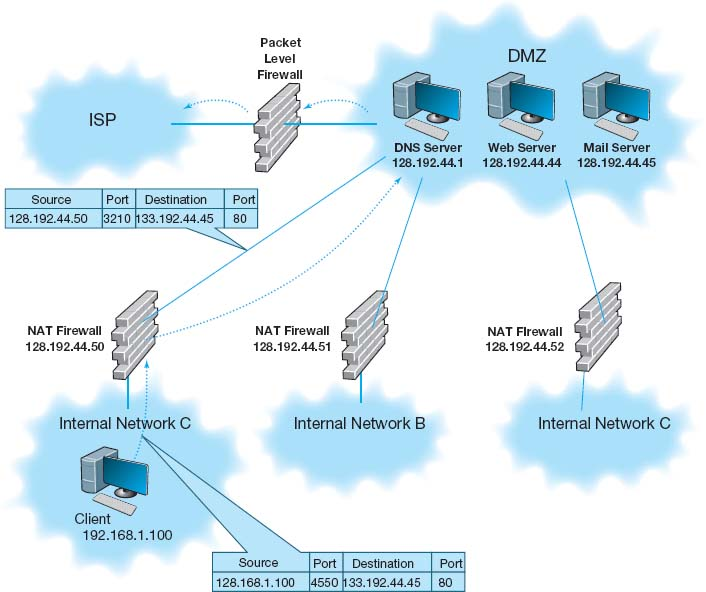 Packet
Level
Firewall
DMZ
ISP
DNS Server
128.192.44.1
Web Server
128.192.44.44
Mail Server
128.192.44.45
Source Port Destination Port
128.192.44.50 3210 133.192.44.45 80
NAT Firewall
128.192.44.50
NAT Firewall
128.192.44.51
NAT FIrewall
128.192.44.52
Internal Network C
Internal Network B
Internal Network C
Client
192.168.1.100
Source Port Destination Port
128.168.1.100 4550 133.192.44.45 80